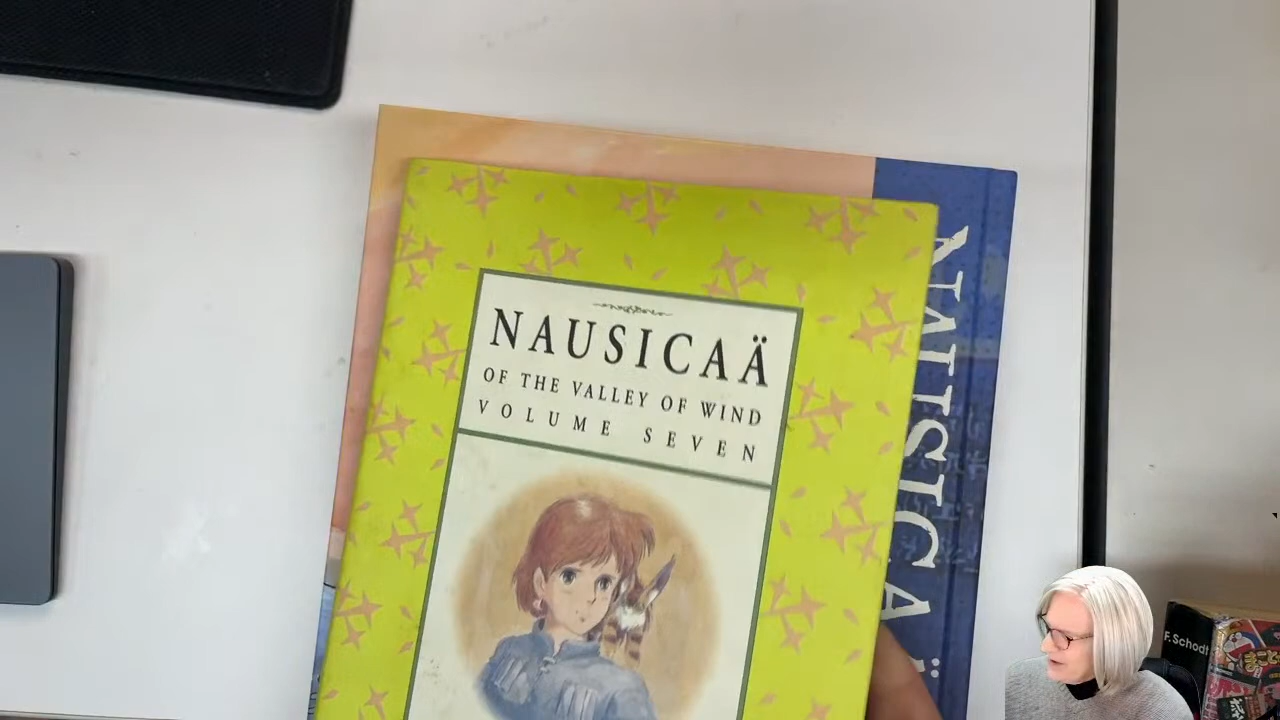 NAUSICAÄ
OF THE VALLEY OF WIND
VOLUME SEVEN
NAUSICAÄ
F. Schodt